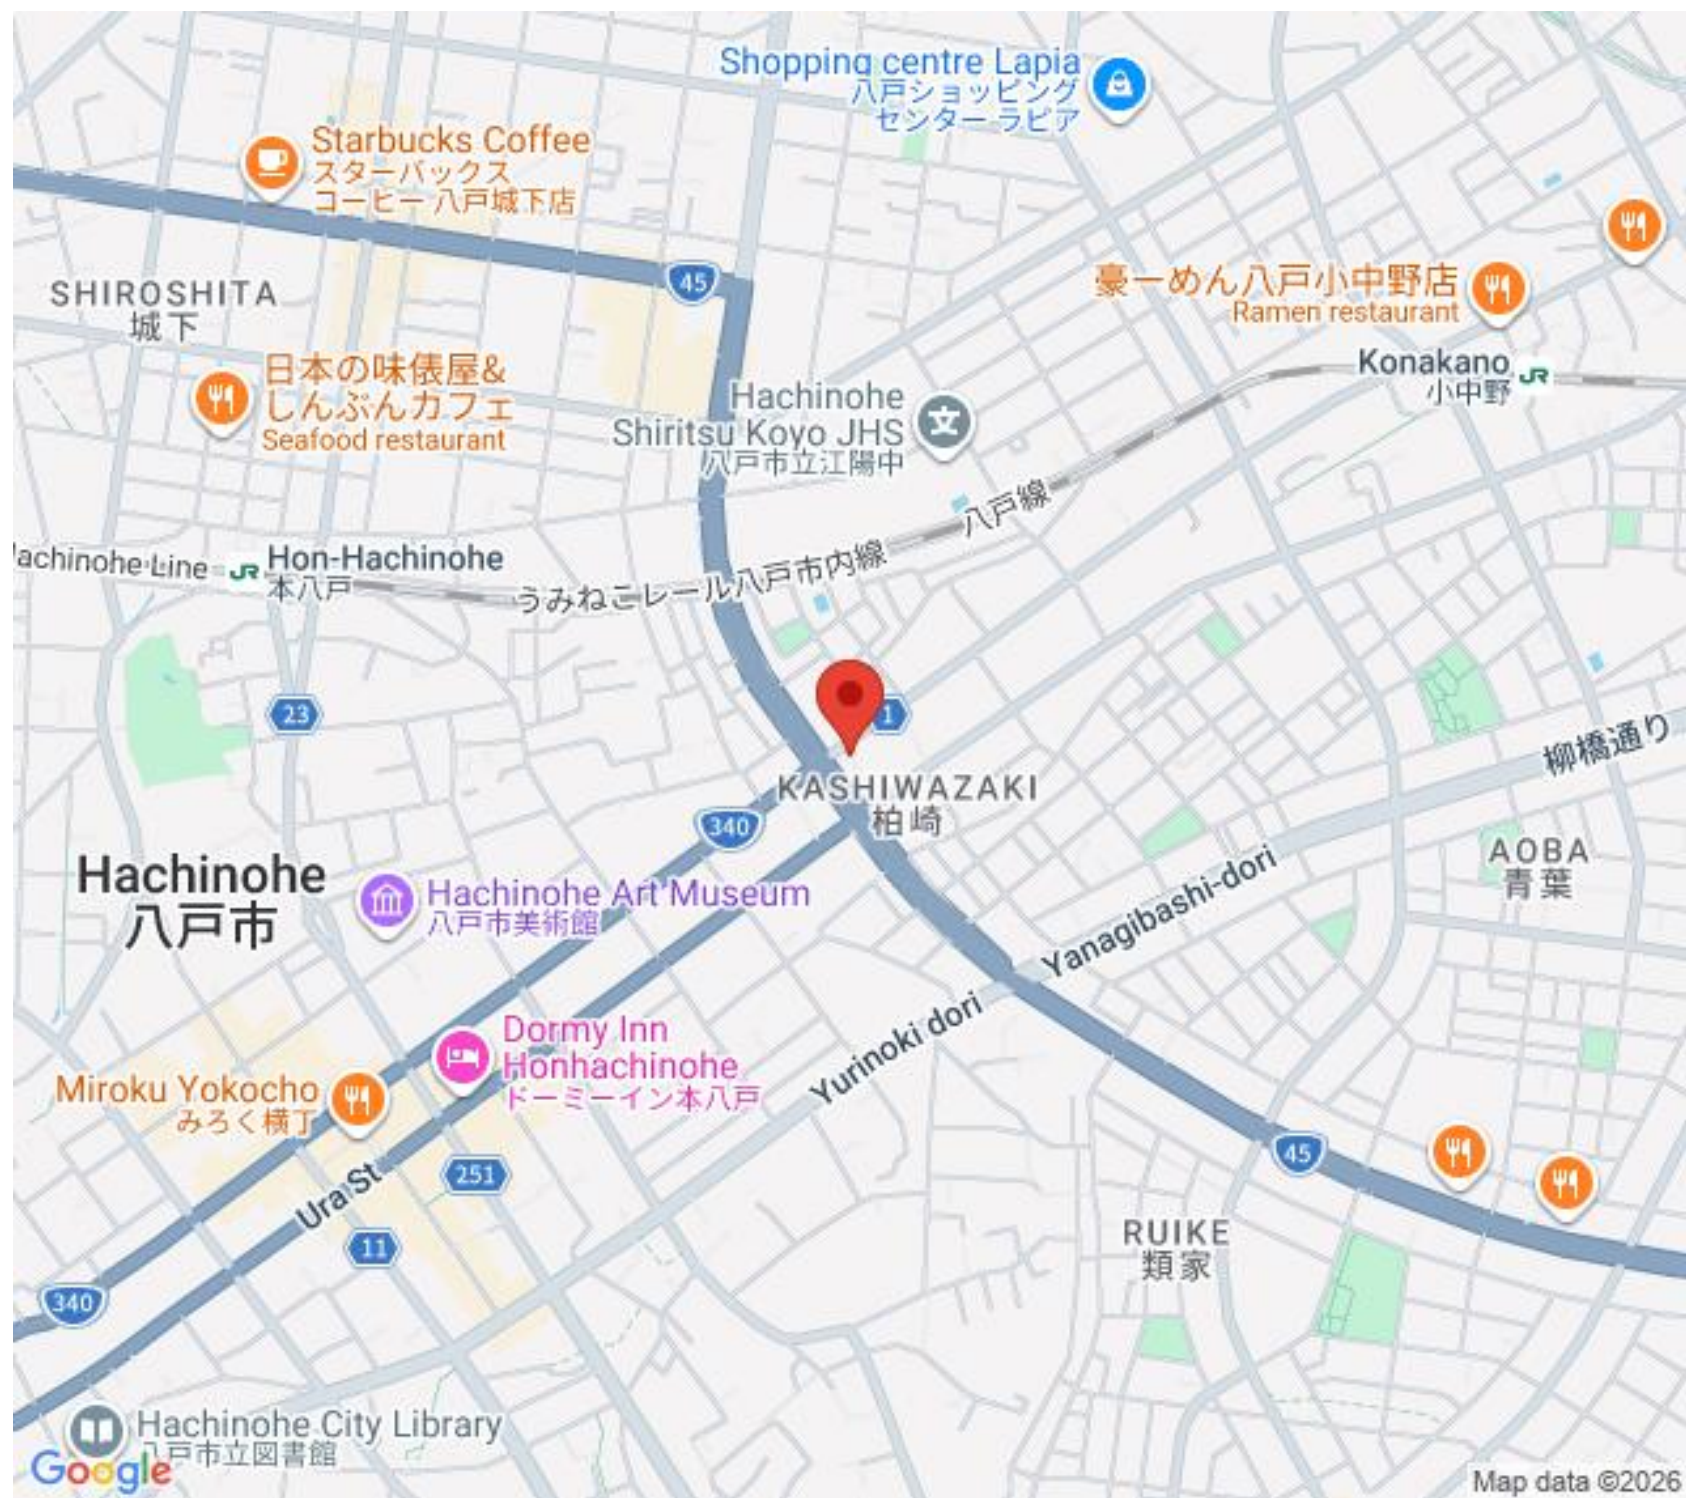 Shopping centre Lapia
八戸ショッピング
センター ラピア
Starbucks Coffee
スターバックス
コーヒー 八戸城下店
45
SHIROSHITA
城下
豪ーめん八戸小中野店
Ramen restaurant
Konakano
小中野
JR
日本の味俵屋&
しんぶんカフェ
Seafood restaurant
Hachinohe
Shiritsu Koyo JHS
八戸市立江陽中
文
八戸線
achinohe Line
JR
Hon-Hachinohe
本八戸
うみねこレール八戸市内線
23
1
柳橋通り
KASHIWAZAKI
柏崎
340
AOBA
青葉
Hachinohe
八戸市
Hachinohe Art Museum
八戸市美術館
Yanagibashi-dori
Yurinoki dori
Dormy Inn
Honhachinohe
ドーミーイン本八戸
Miroku Yokocho
みろく横丁
45
Ura St
251
11
RUIKE
類家
340
Hachinohe City Library
八戸市立図書館
Google
Map data ©2026